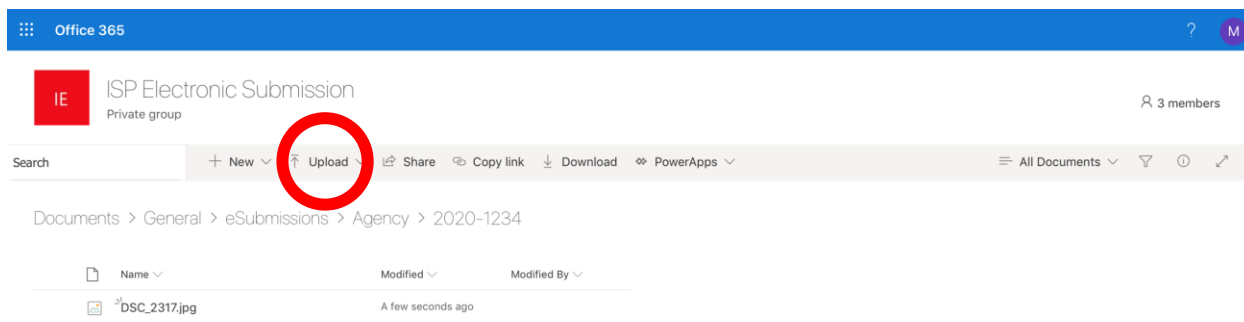 Office 365
?
M
IE
ISP Electronic Submission
Private group
3 members
Search
+ New Upload Share Copy link Download PowerApps All Documents
Documents > General > eSubmissions > Agency > 2020-1234
Name Modified Modified By
DSC_2317.jpg A few seconds ago